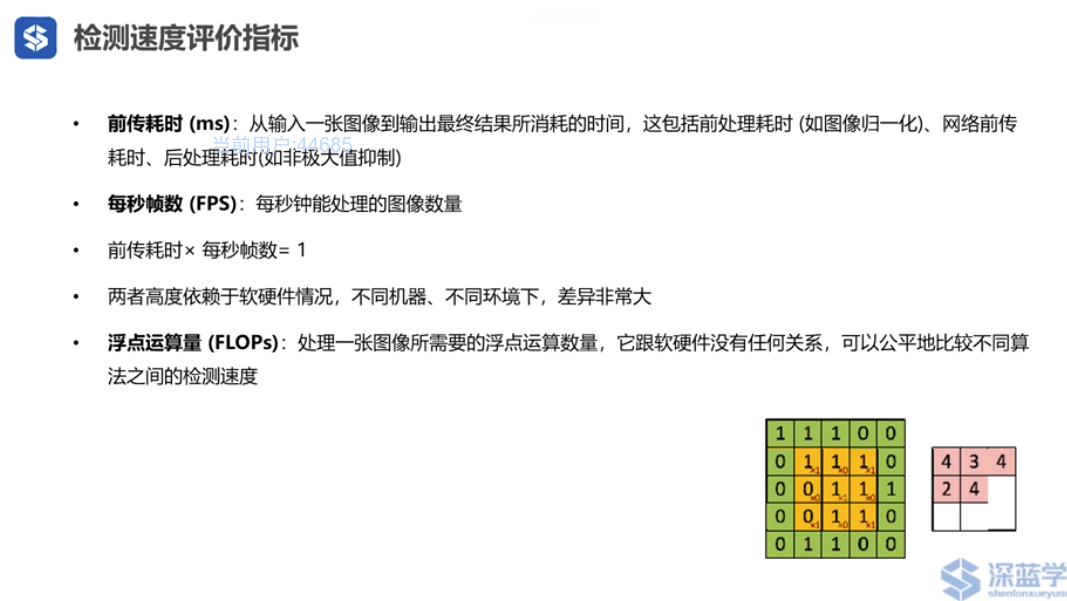 检测速度评价指标
• 前传耗时 (ms)：从输入一张图像到输出最终结果所消耗的时间，这包括前处理耗时 (如图像归一化)、网络前传
当前用户:44685
耗时、后处理耗时(如非极大值抑制)
• 每秒帧数 (FPS)：每秒钟能处理的图像数量
• 前传耗时× 每秒帧数= 1
• 两者高度依赖于软硬件情况，不同机器、不同环境下，差异非常大
• 浮点运算量 (FLOPs)：处理一张图像所需要的浮点运算数量，它跟软硬件没有任何关系，可以公平地比较不同算
法之间的检测速度
1 1 1 0 0
0 1×1 1×0 1×1 0
0 0×0 1×1 1×0 1
0 0×1 1×0 1×1 0
0 1 1 0 0
4 3 4
2 4
深蓝学
shenlanxueyuan